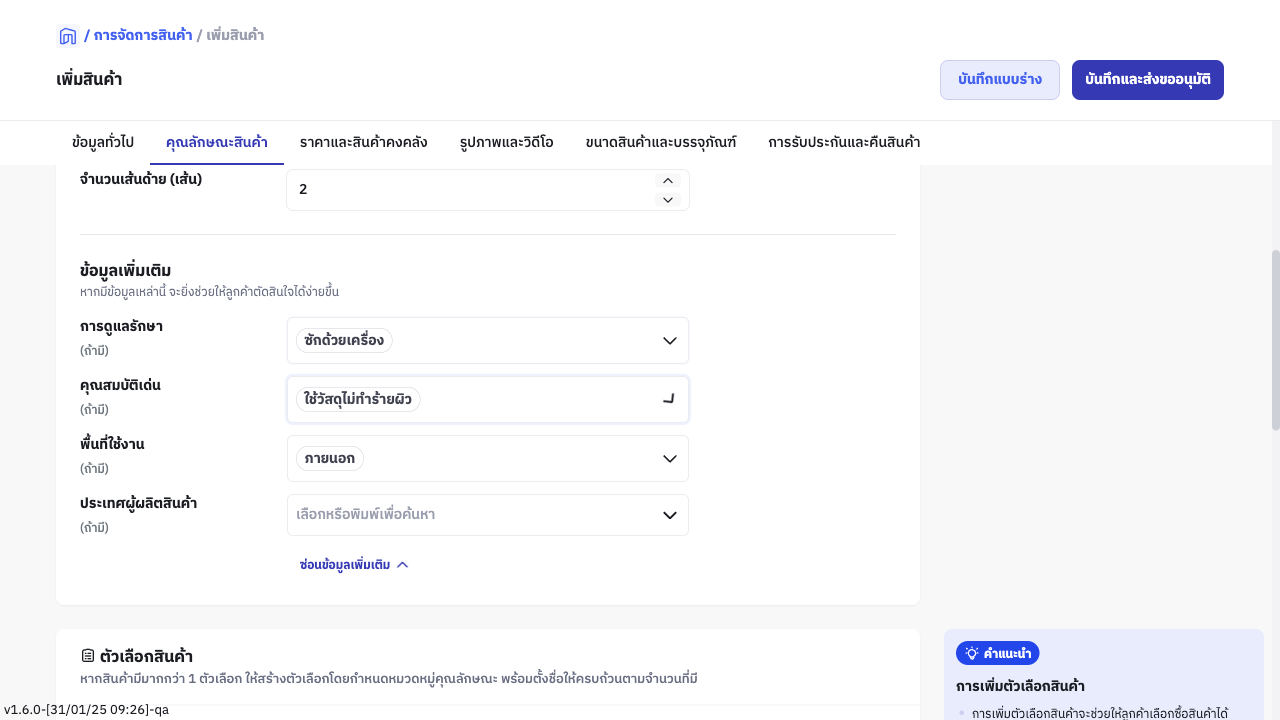 / การจัดการสินค้า / เพิ่มสินค้า
เพิ่มสินค้า
บันทึกแบบร่าง
บันทึกและส่งขออนุมัติ
ข้อมูลทั่วไป
คุณลักษณะสินค้า
ราคาและสินค้าคงคลัง
รูปภาพและวิดีโอ
ขนาดสินค้าและบรรจุภัณฑ์
การรับประกันและคืนสินค้า
จำนวนเส้นด้าย (เส้น)
2
ข้อมูลเพิ่มเติม
หากมีข้อมูลเหล่านี้ จะยิ่งช่วยให้ลูกค้าตัดสินใจได้ง่ายขึ้น
การดูแลรักษา
(ถ้ามี)
ซักด้วยเครื่อง
คุณสมบัติเด่น
(ถ้ามี)
ใช้วัสดุไม่ทำร้ายผิว
พื้นที่ใช้งาน
(ถ้ามี)
ภายนอก
ประเทศผู้ผลิตสินค้า
(ถ้ามี)
เลือกหรือพิมพ์เพื่อค้นหา
ซ่อนข้อมูลเพิ่มเติม
ตัวเลือกสินค้า
หากสินค้ามีมากกว่า 1 ตัวเลือก ให้สร้างตัวเลือกโดยกำหนดหมวดหมู่คุณลักษณะ พร้อมตั้งชื่อให้ครบถ้วนตามจำนวนที่มี
คำแนะนำ
การเพิ่มตัวเลือกสินค้า
การเพิ่มตัวเลือกสินค้าจะช่วยให้ลูกค้าเลือกซื้อสินค้าได้
v1.6.0-[31/01/25 09:26]-qa